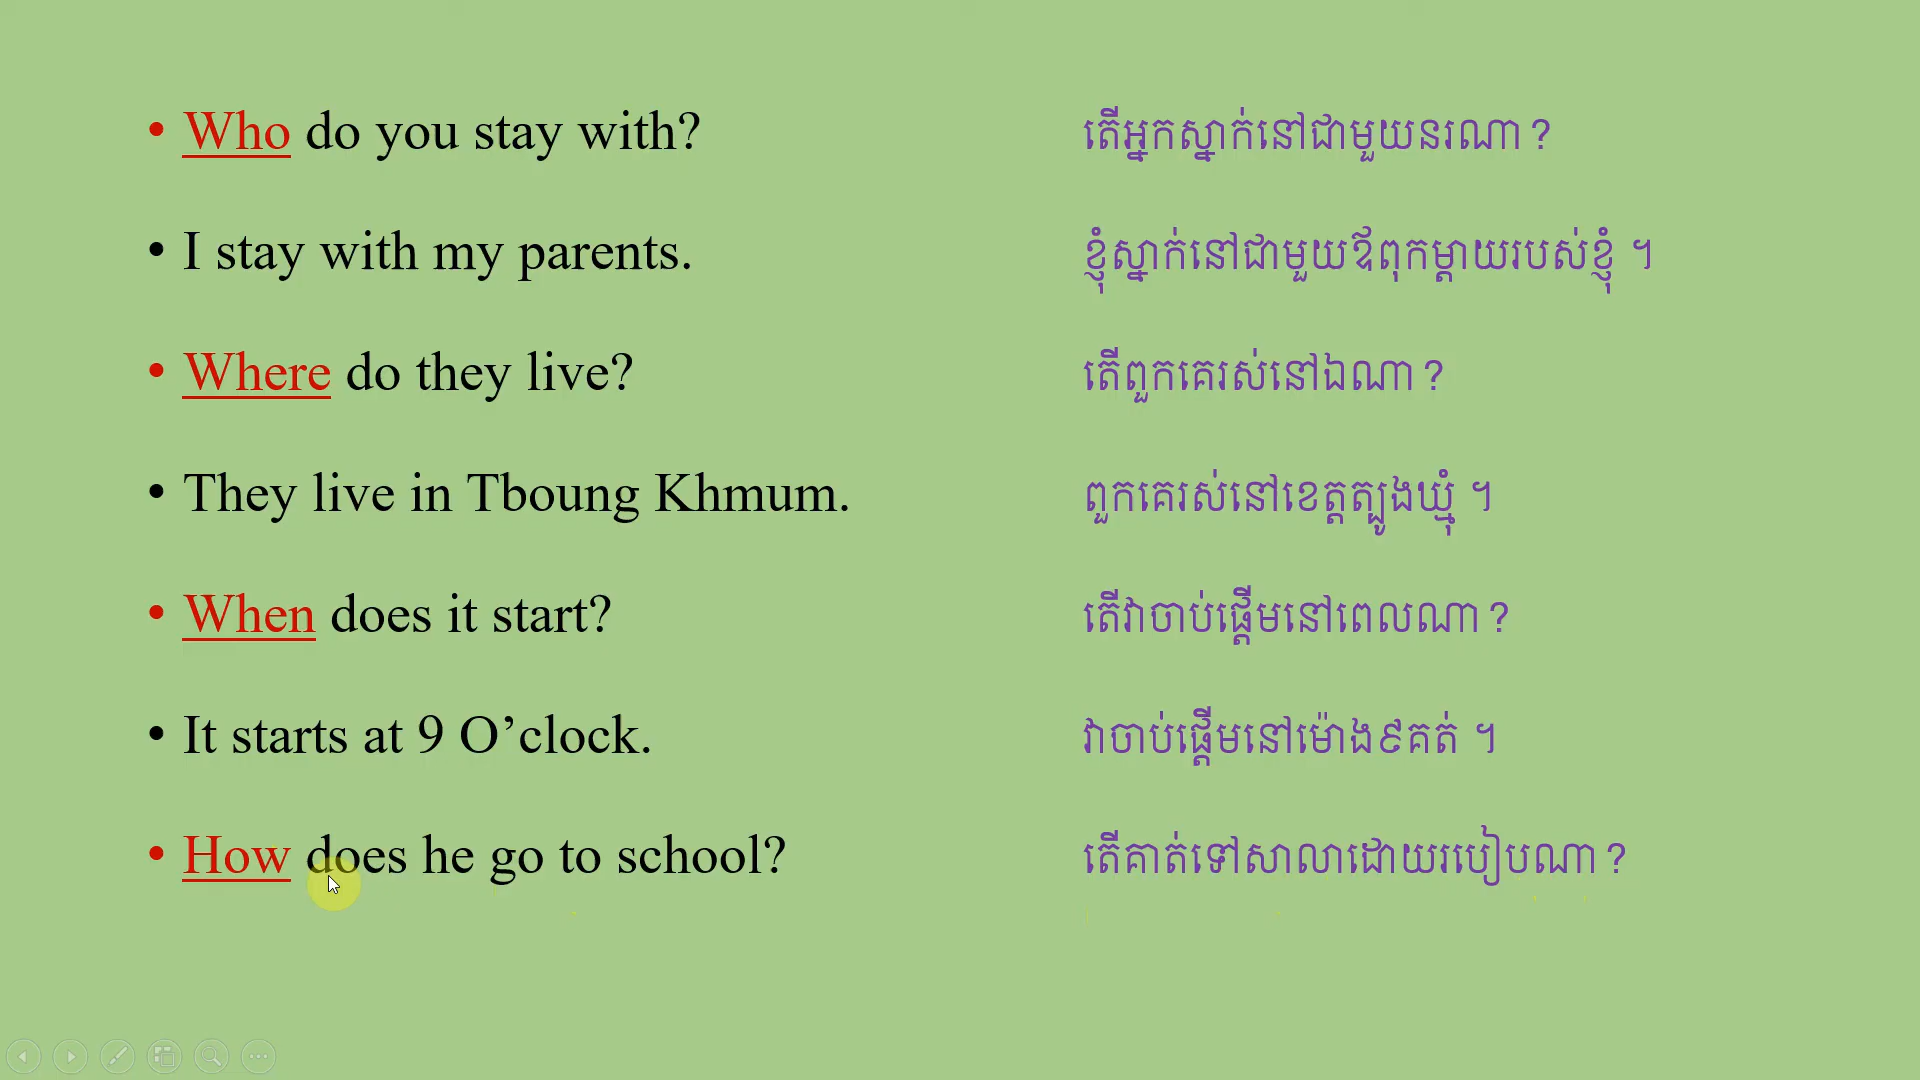 • Who do you stay with? តើអ្នកស្នាក់នៅជាមួយនរណា ?
• I stay with my parents. ខ្ញុំស្នាក់នៅជាមួយឪពុកម្ដាយរបស់ខ្ញុំ ។
• Where do they live? តើពួកគេរស់នៅឯណា ?
• They live in Tboung Khmum. ពួកគេរស់នៅខេត្តត្បូងឃ្មុំ ។
• When does it start? តើវាចាប់ផ្ដើមនៅពេលណា ?
• It starts at 9 O’clock. វាចាប់ផ្ដើមនៅម៉ោង៩គត់ ។
• How does he go to school? តើគាត់ទៅសាលាដោយរបៀបណា ?